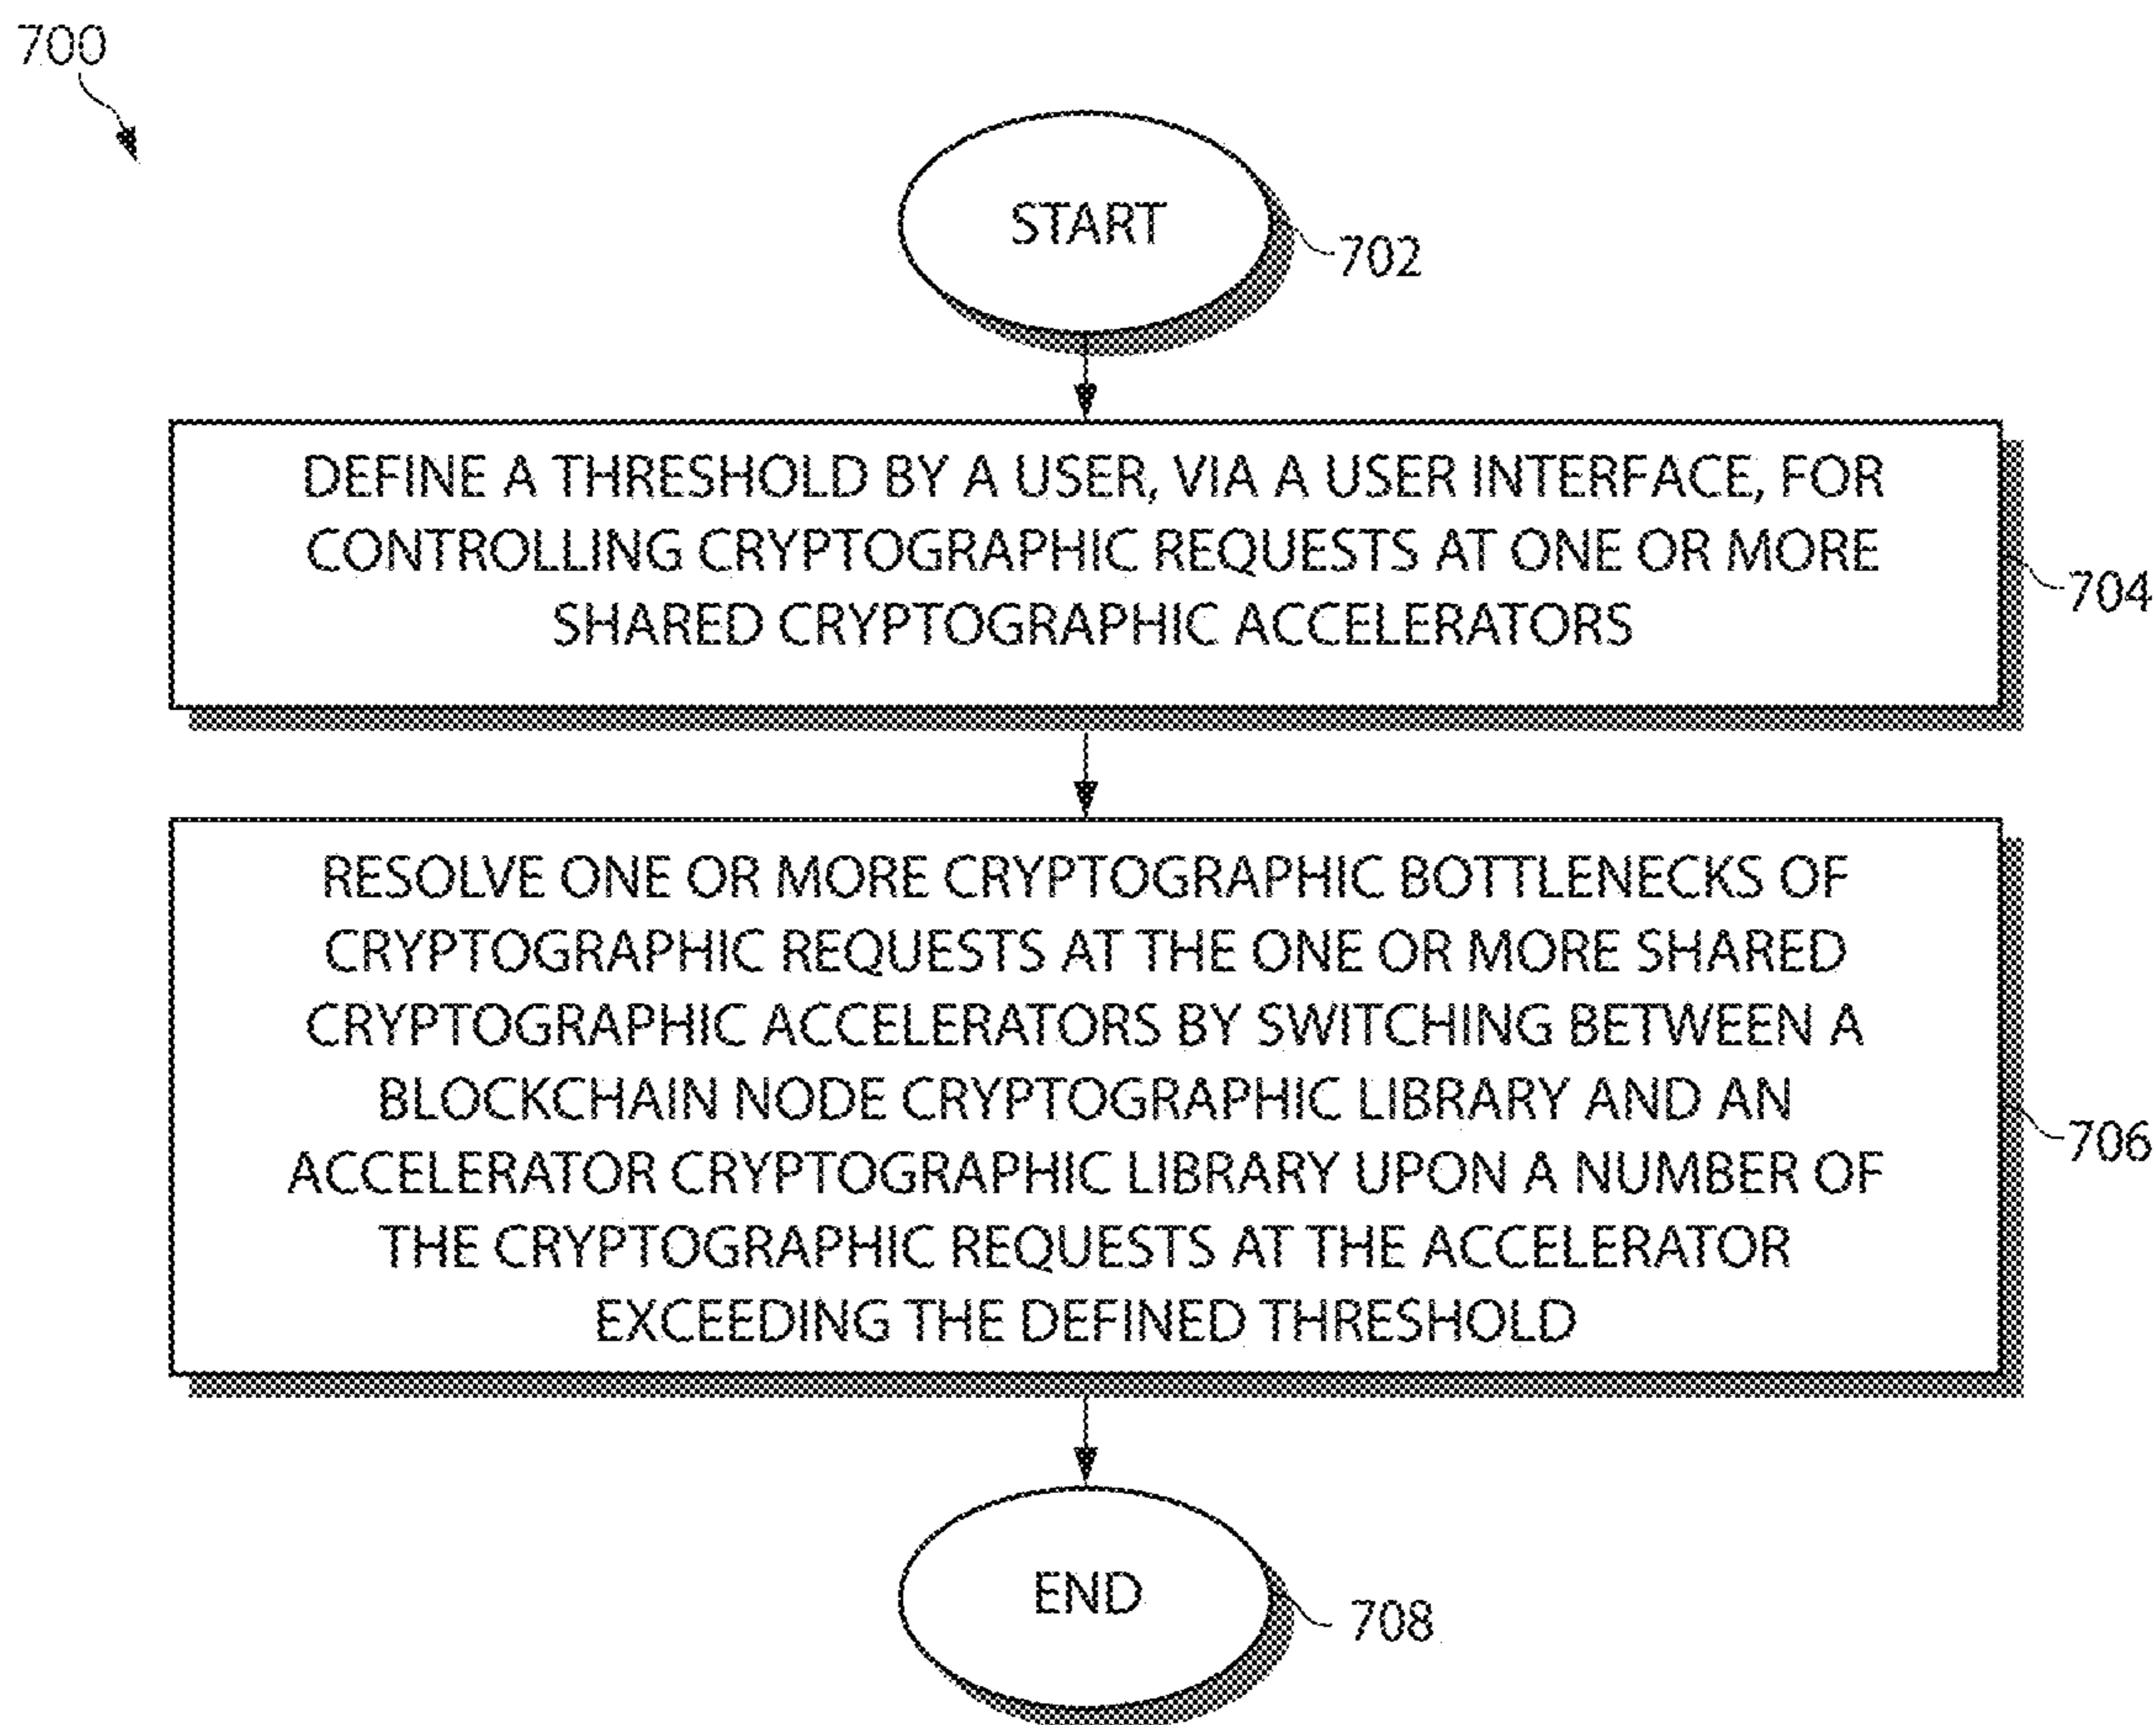 700
START
702
DEFINE A THRESHOLD BY A USER, VIA A USER INTERFACE, FOR
CONTROLLING CRYPTOGRAPHIC REQUESTS AT ONE OR MORE
SHARED CRYPTOGRAPHIC ACCELERATORS
704
RESOLVE ONE OR MORE CRYPTOGRAPHIC BOTTLENECKS OF
CRYPTOGRAPHIC REQUESTS AT THE ONE OR MORE SHARED
CRYPTOGRAPHIC ACCELERATORS BY SWITCHING BETWEEN A
BLOCKCHAIN NODE CRYPTOGRAPHIC LIBRARY AND AN
ACCELERATOR CRYPTOGRAPHIC LIBRARY UPON A NUMBER OF
THE CRYPTOGRAPHIC REQUESTS AT THE ACCELERATOR
EXCEEDING THE DEFINED THRESHOLD
706
END
708